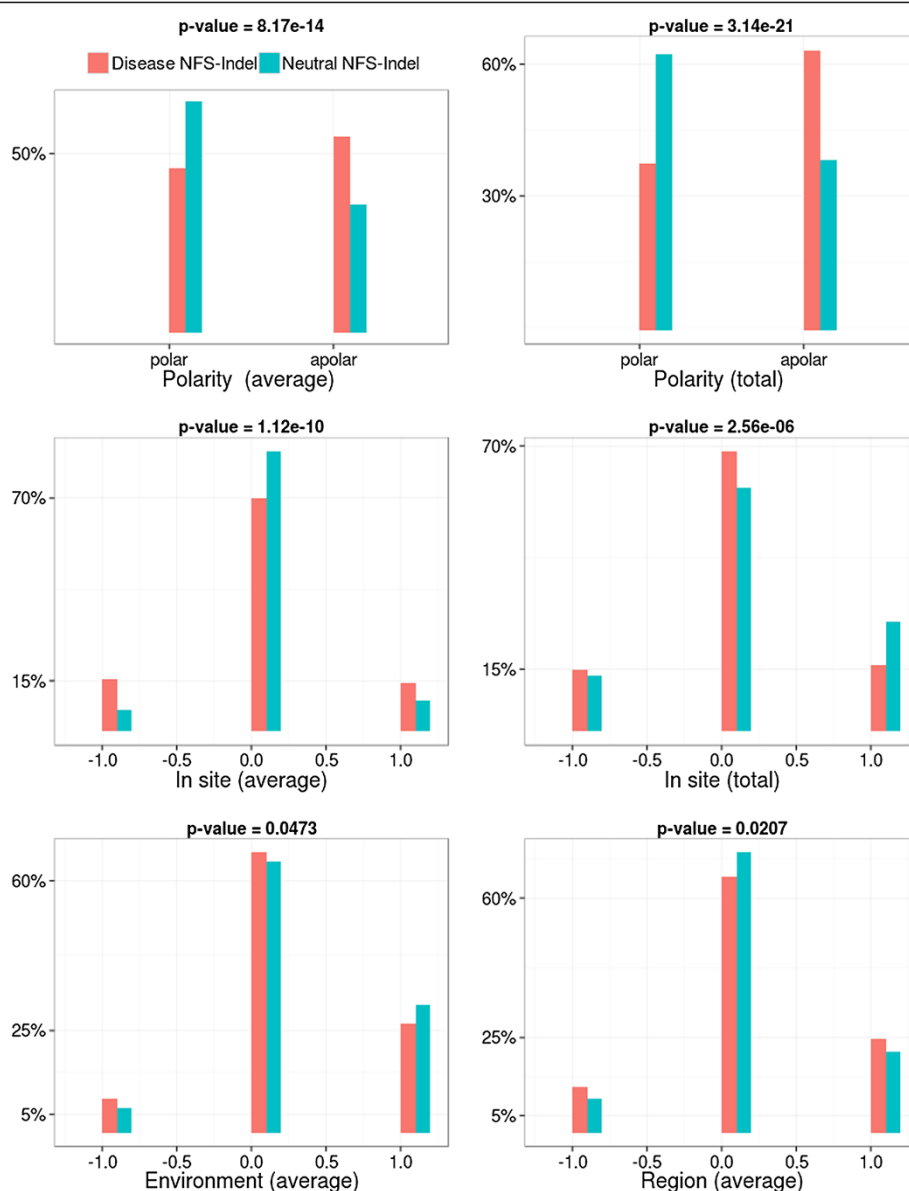 p-value = 8.17e-14
Disease NFS-Indel Neutral NFS-Indel
50%
polar apolar
Polarity (average)
p-value = 3.14e-21
60%
30%
polar apolar
Polarity (total)
p-value = 1.12e-10
70%
15%
-1.0 -0.5 0.0 0.5 1.0
In site (average)
p-value = 2.56e-06
70%
15%
-1.0 -0.5 0.0 0.5 1.0
In site (total)
p-value = 0.0473
60%
25%
5%
-1.0 -0.5 0.0 0.5 1.0
Environment (average)
p-value = 0.0207
60%
25%
5%
-1.0 -0.5 0.0 0.5 1.0
Region (average)